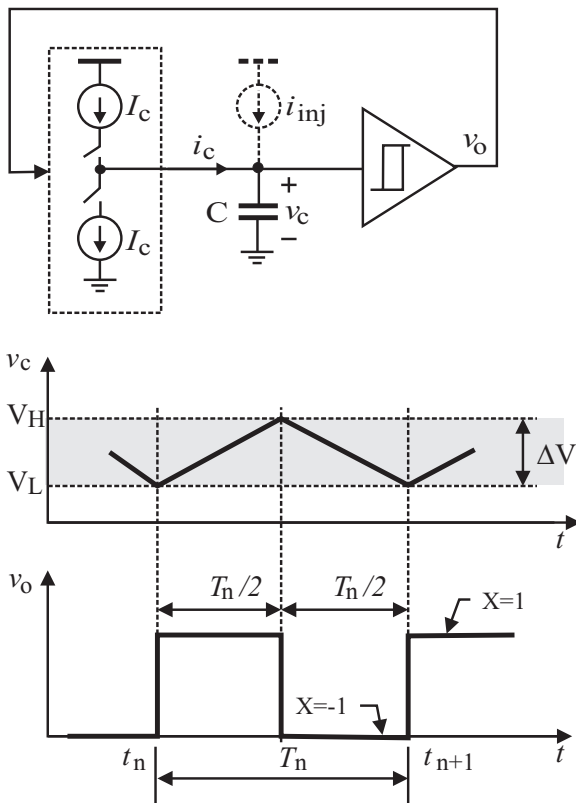 I_c
i_c
i_inj
v_o
C
+
v_c
−
I_c
v_c
V_H
V_L
ΔV
t
v_o
T_n/2
T_n/2
X=1
X=-1
t_n
T_n
t_n+1
t